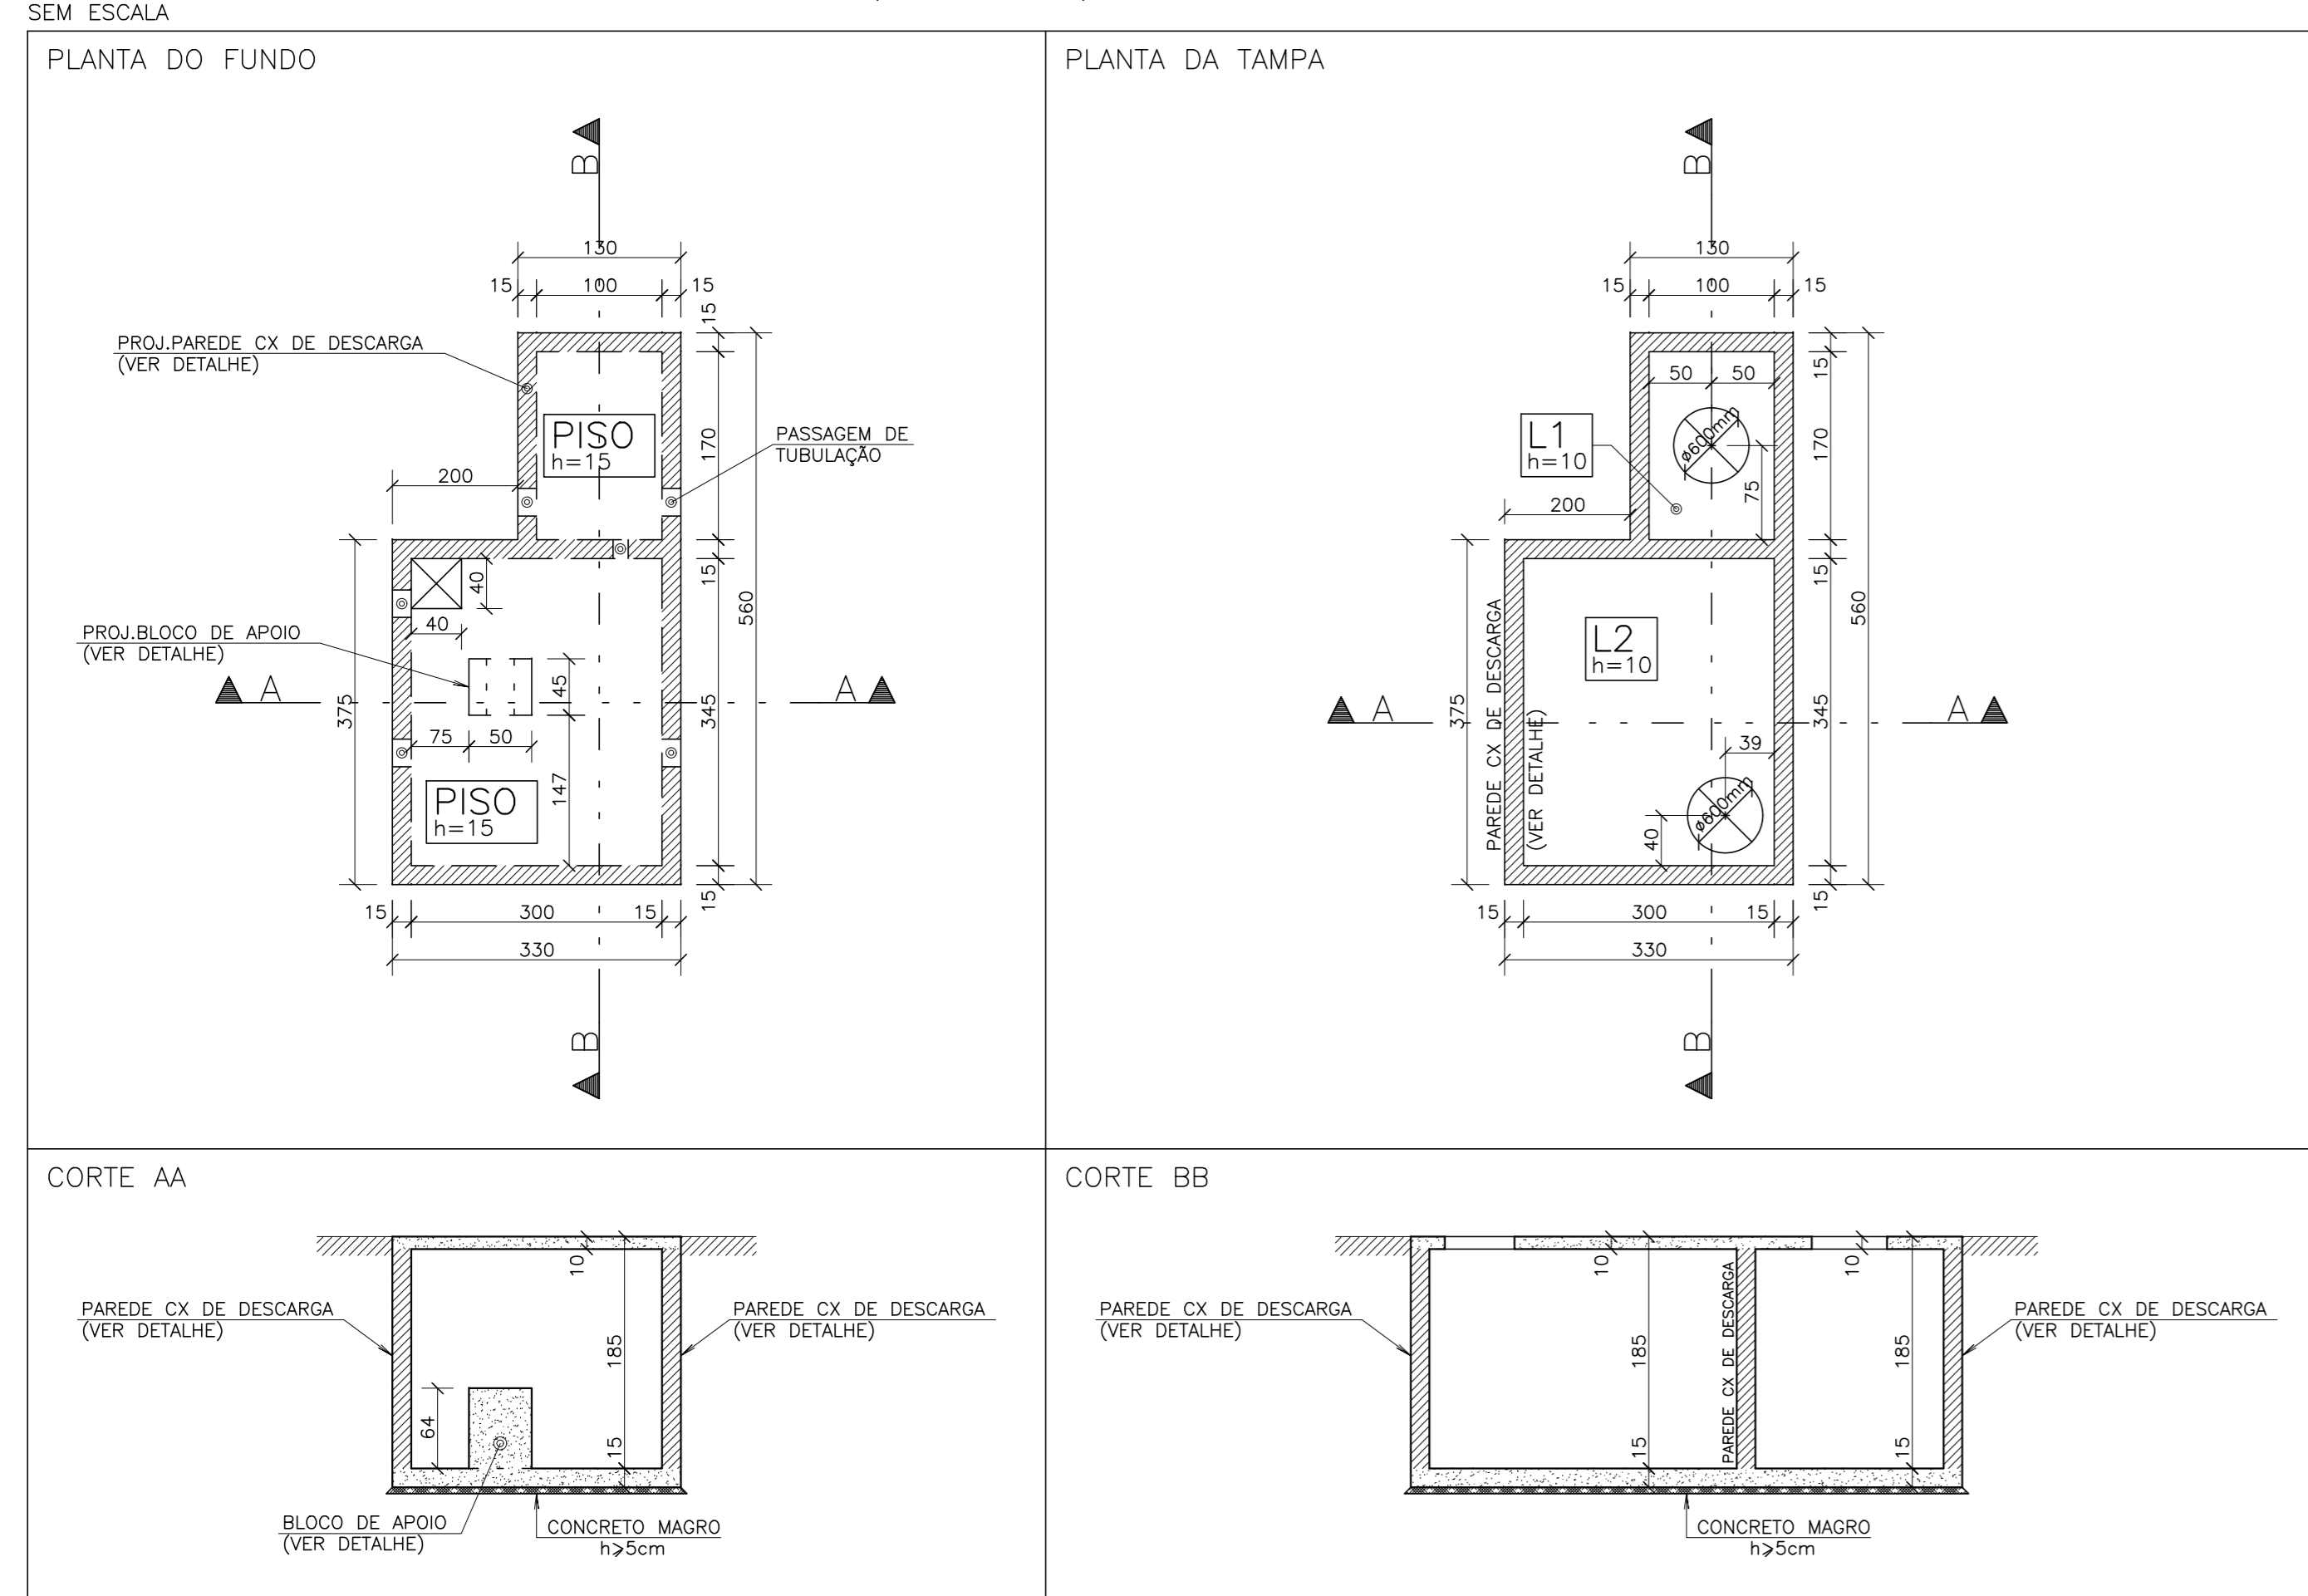 SEM ESCALA
PLANTA DO FUNDO
B
130
15
100
15
15
PROJ.PAREDE CX DE DESCARGA
(VER DETALHE)
PISO
h=15
170
PASSAGEM DE
TUBULAÇÃO
200
40
15
560
40
PROJ.BLOCO DE APOIO
(VER DETALHE)
A
A
375
45
345
75
50
147
PISO
h=15
15
15
300
15
330
B
PLANTA DA TAMPA
B
130
15
100
15
15
50
50
L1
h=10
ø600mm
170
75
200
15
560
PAREDE CX DE DESCARGA
(VER DETALHE)
L2
h=10
A
A
375
345
39
ø600mm
40
15
15
300
15
330
B
CORTE AA
10
PAREDE CX DE DESCARGA
(VER DETALHE)
PAREDE CX DE DESCARGA
(VER DETALHE)
185
64
15
BLOCO DE APOIO
(VER DETALHE)
CONCRETO MAGRO
h⩾5cm
CORTE BB
10
10
PAREDE CX DE DESCARGA
(VER DETALHE)
PAREDE CX DE DESCARGA
PAREDE CX DE DESCARGA
(VER DETALHE)
185
185
15
15
CONCRETO MAGRO
h⩾5cm